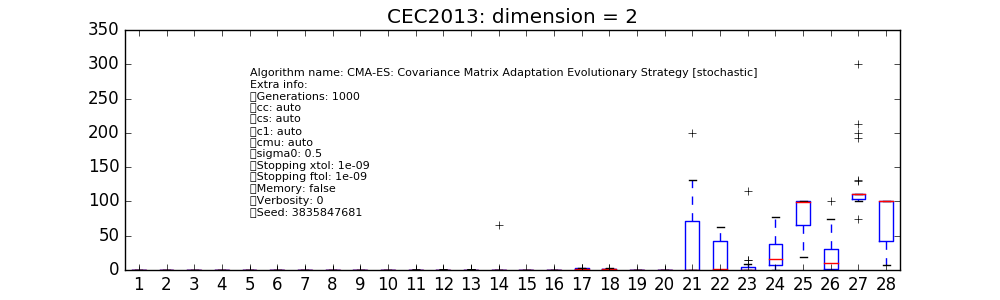 CEC2013: dimension = 2
350
300
250
200
150
100
50
0
Algorithm name: CMA-ES: Covariance Matrix Adaptation Evolutionary Strategy [stochastic]
Extra info:
Generations: 1000
cc: auto
cs: auto
c1: auto
cmu: auto
sigma0: 0.5
Stopping xtol: 1e-09
Stopping ftol: 1e-09
Memory: false
Verbosity: 0
Seed: 3835847681
1 2 3 4 5 6 7 8 9 10 11 12 13 14 15 16 17 18 19 20 21 22 23 24 25 26 27 28